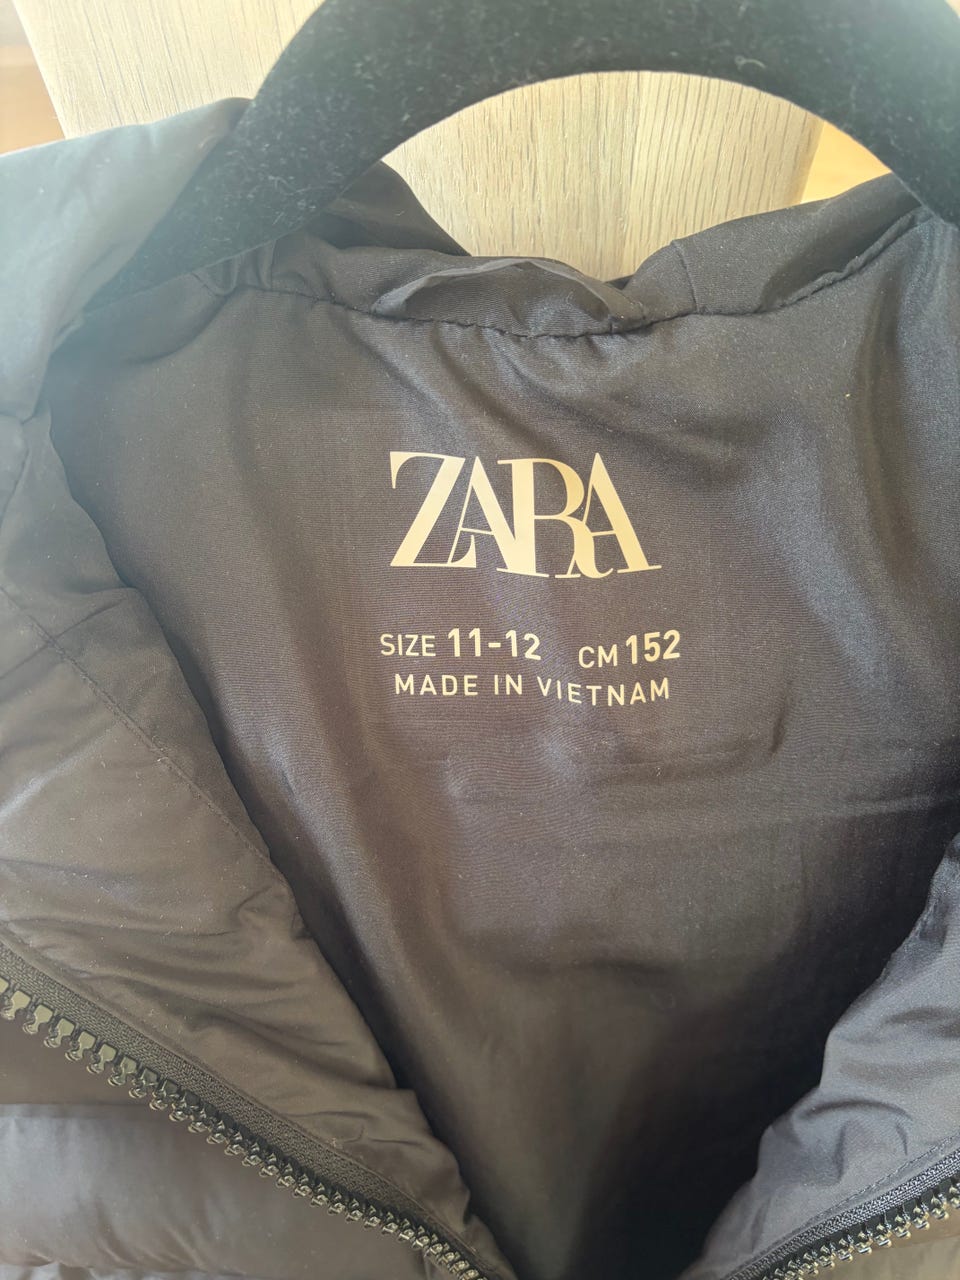 ZARA
SIZE 11-12 CM 152
MADE IN VIETNAM